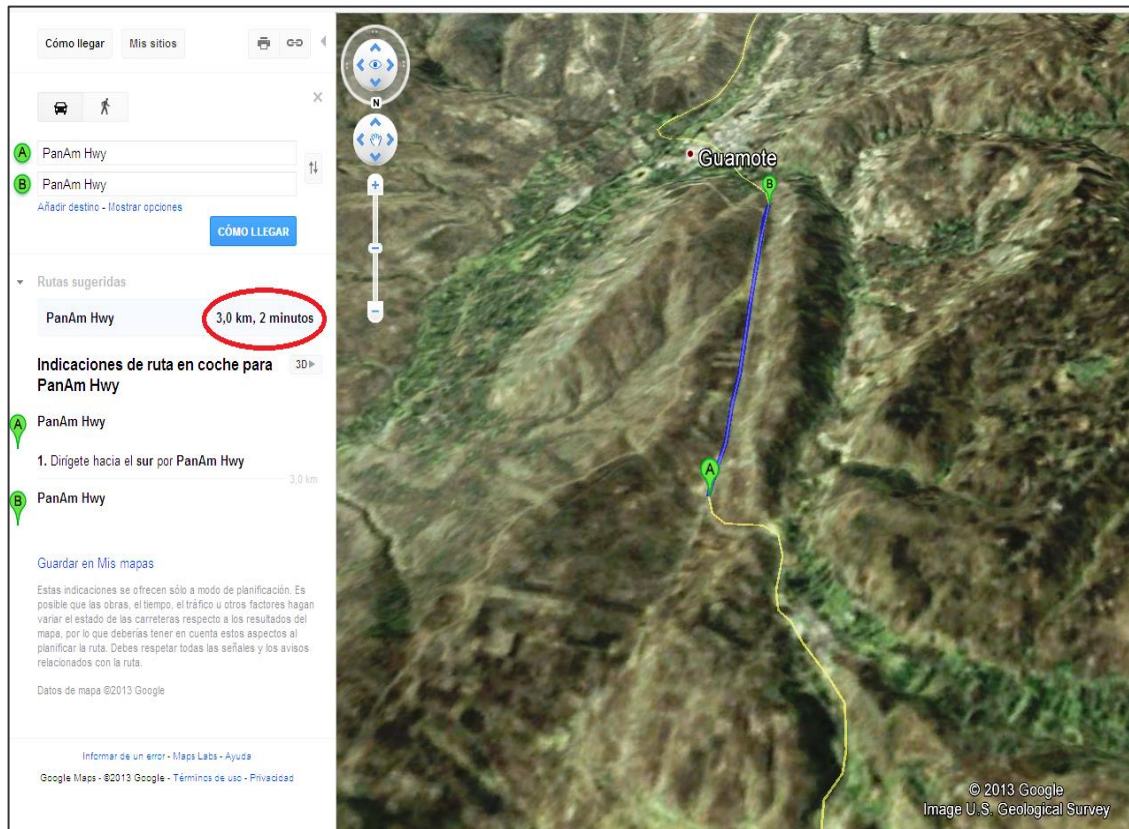 Cómo llegar
Mis sitios
A PanAm Hwy
B PanAm Hwy
Añadir destino - Mostrar opciones
CÓMO LLEGAR
Rutas sugeridas
PanAm Hwy 3,0 km, 2 minutos
Indicaciones de ruta en coche para
PanAm Hwy
3D
A PanAm Hwy
1. Dirígete hacia el sur por PanAm Hwy
3,0 km
B PanAm Hwy
Guardar en Mis mapas
Estas indicaciones se ofrecen sólo a modo de planificación. Es
posible que las obras, el tiempo, el tráfico u otros factores hagan
variar el estado de las carreteras respecto a los resultados del
mapa, por lo que deberías tener en cuenta estos aspectos al
planificar la ruta. Debes respetar todas las señales y los avisos
relacionados con la ruta.
Datos de mapa ©2013 Google
Informar de un error - Maps Labs - Ayuda
Google Maps - ©2013 Google - Términos de uso - Privacidad
N
Guamote
B
A
© 2013 Google
Image U.S. Geological Survey